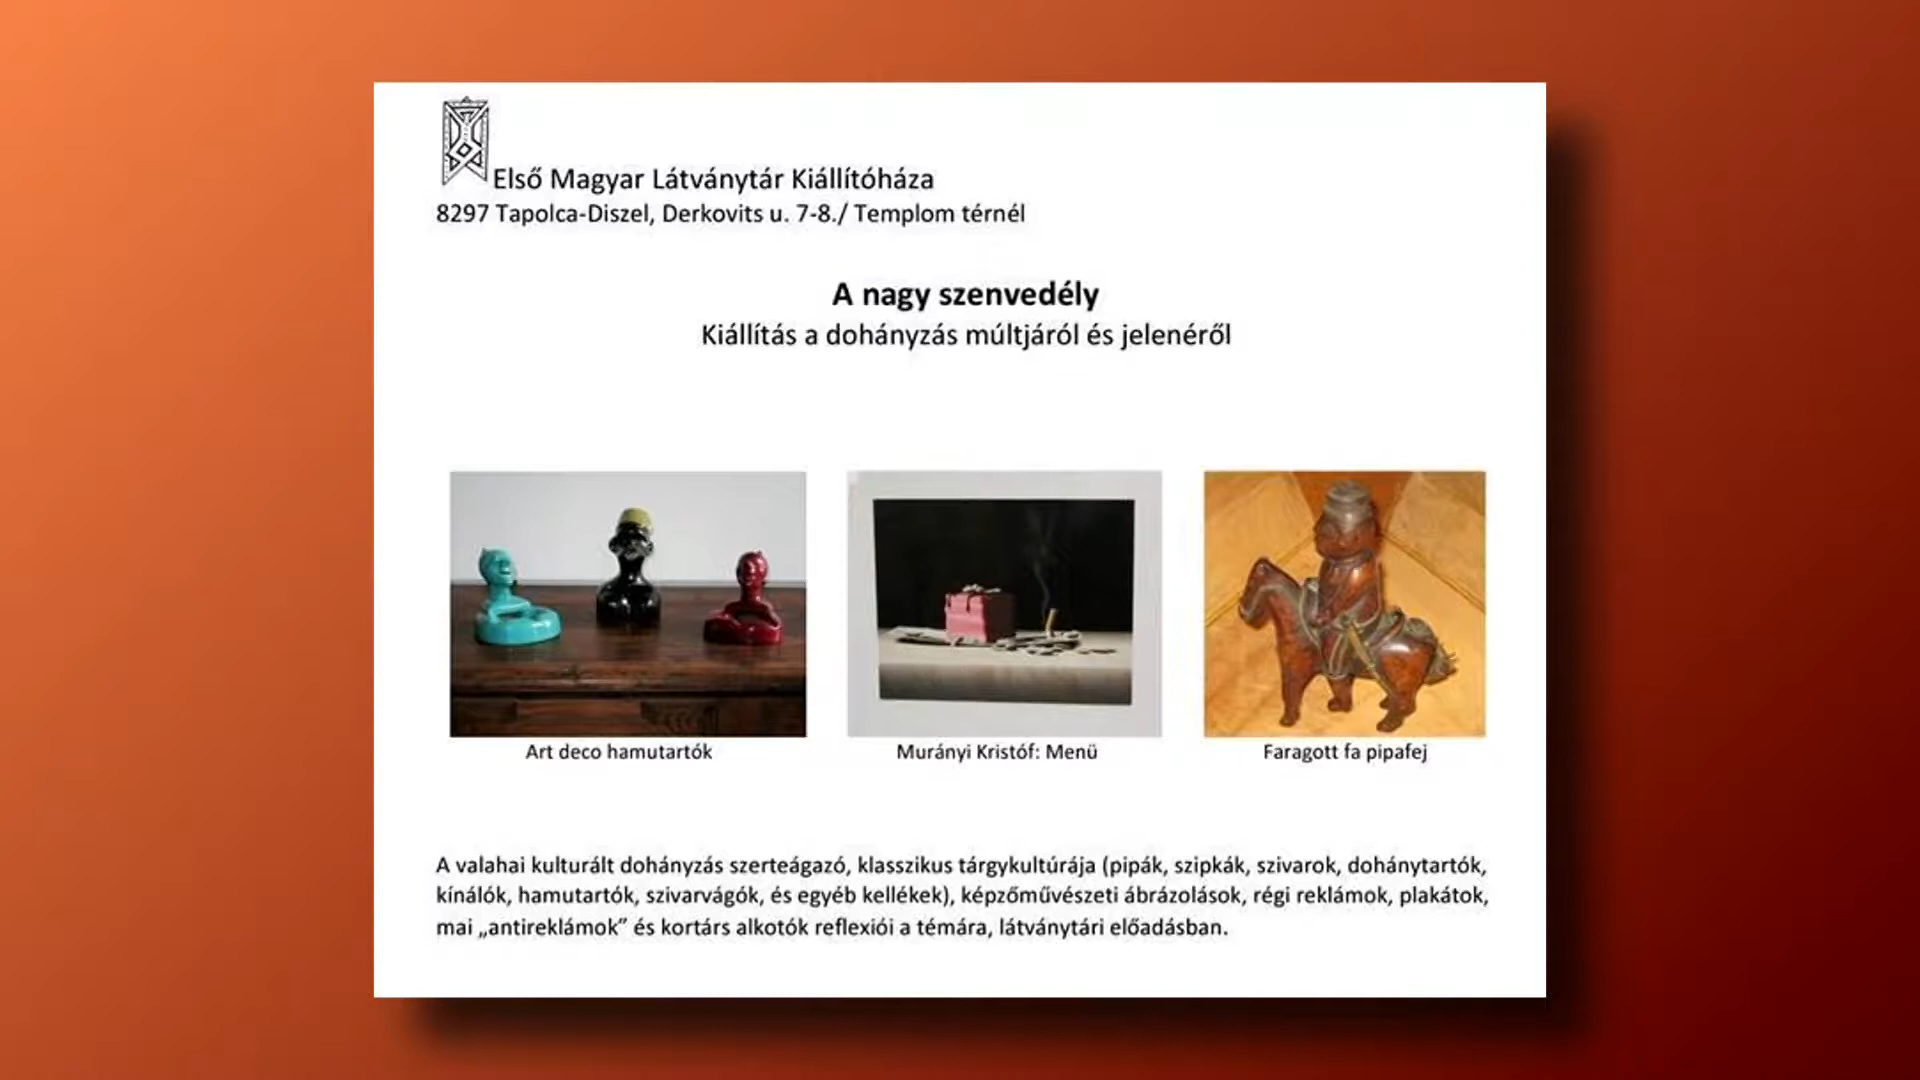 Első Magyar Látványtár Kiállítóháza
8297 Tapolca-Diszel, Derkovits u. 7-8./ Templom térnél
A nagy szenvedély
Kiállítás a dohányzás múltjáról és jelenéről
Art deco hamutartók
Murányi Kristóf: Menü
Faragott fa pipafej
A valahai kulturált dohányzás szerteágazó, klasszikus tárgykultúrája (pipák, szipkák, szivarok, dohánytartók,
kínálók, hamutartók, szivarvágók, és egyéb kellékek), képzőművészeti ábrázolások, régi reklámok, plakátok,
mai „antireklámok” és kortárs alkotók reflexiói a témára, látványtári előadásban.